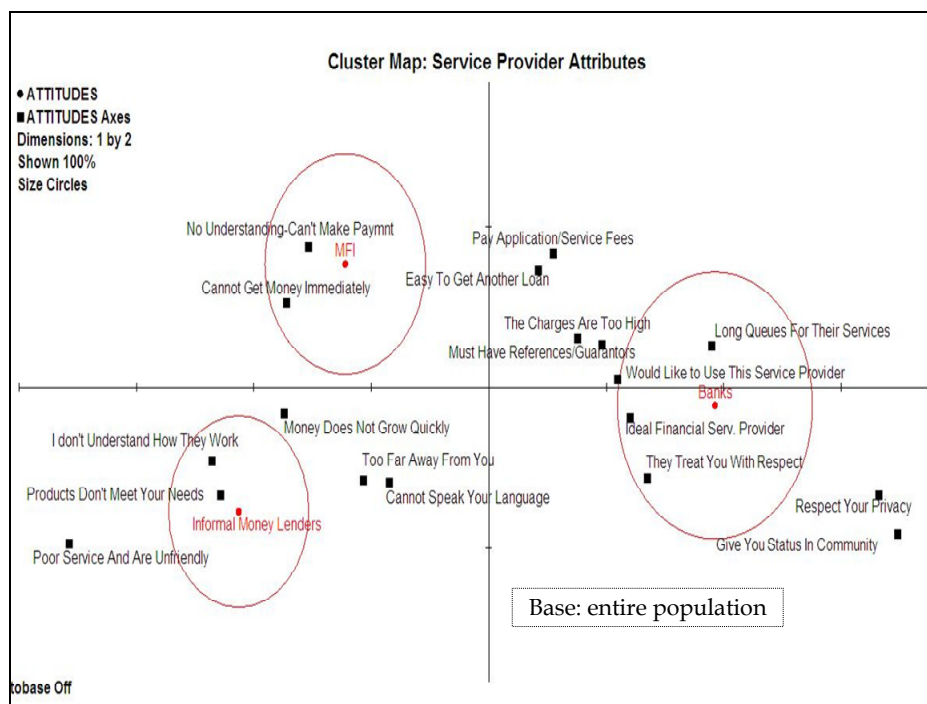 Cluster Map: Service Provider Attributes
ATTITUDES
ATTITUDES Axes
Dimensions: 1 by 2
Shown 100%
Size Circles
No Understanding-Can't Make Paymnt
MFI
Cannot Get Money Immediately
Pay Application/Service Fees
Easy To Get Another Loan
The Charges Are Too High
Must Have References/Guarantors
Long Queues For Their Services
Would Like to Use This Service Provider
Banks
Ideal Financial Serv. Provider
They Treat You With Respect
Respect Your Privacy
Give You Status In Community
Money Does Not Grow Quickly
I don't Understand How They Work
Too Far Away From You
Cannot Speak Your Language
Products Don't Meet Your Needs
Informal Money Lenders
Poor Service And Are Unfriendly
Base: entire population
tobase Off